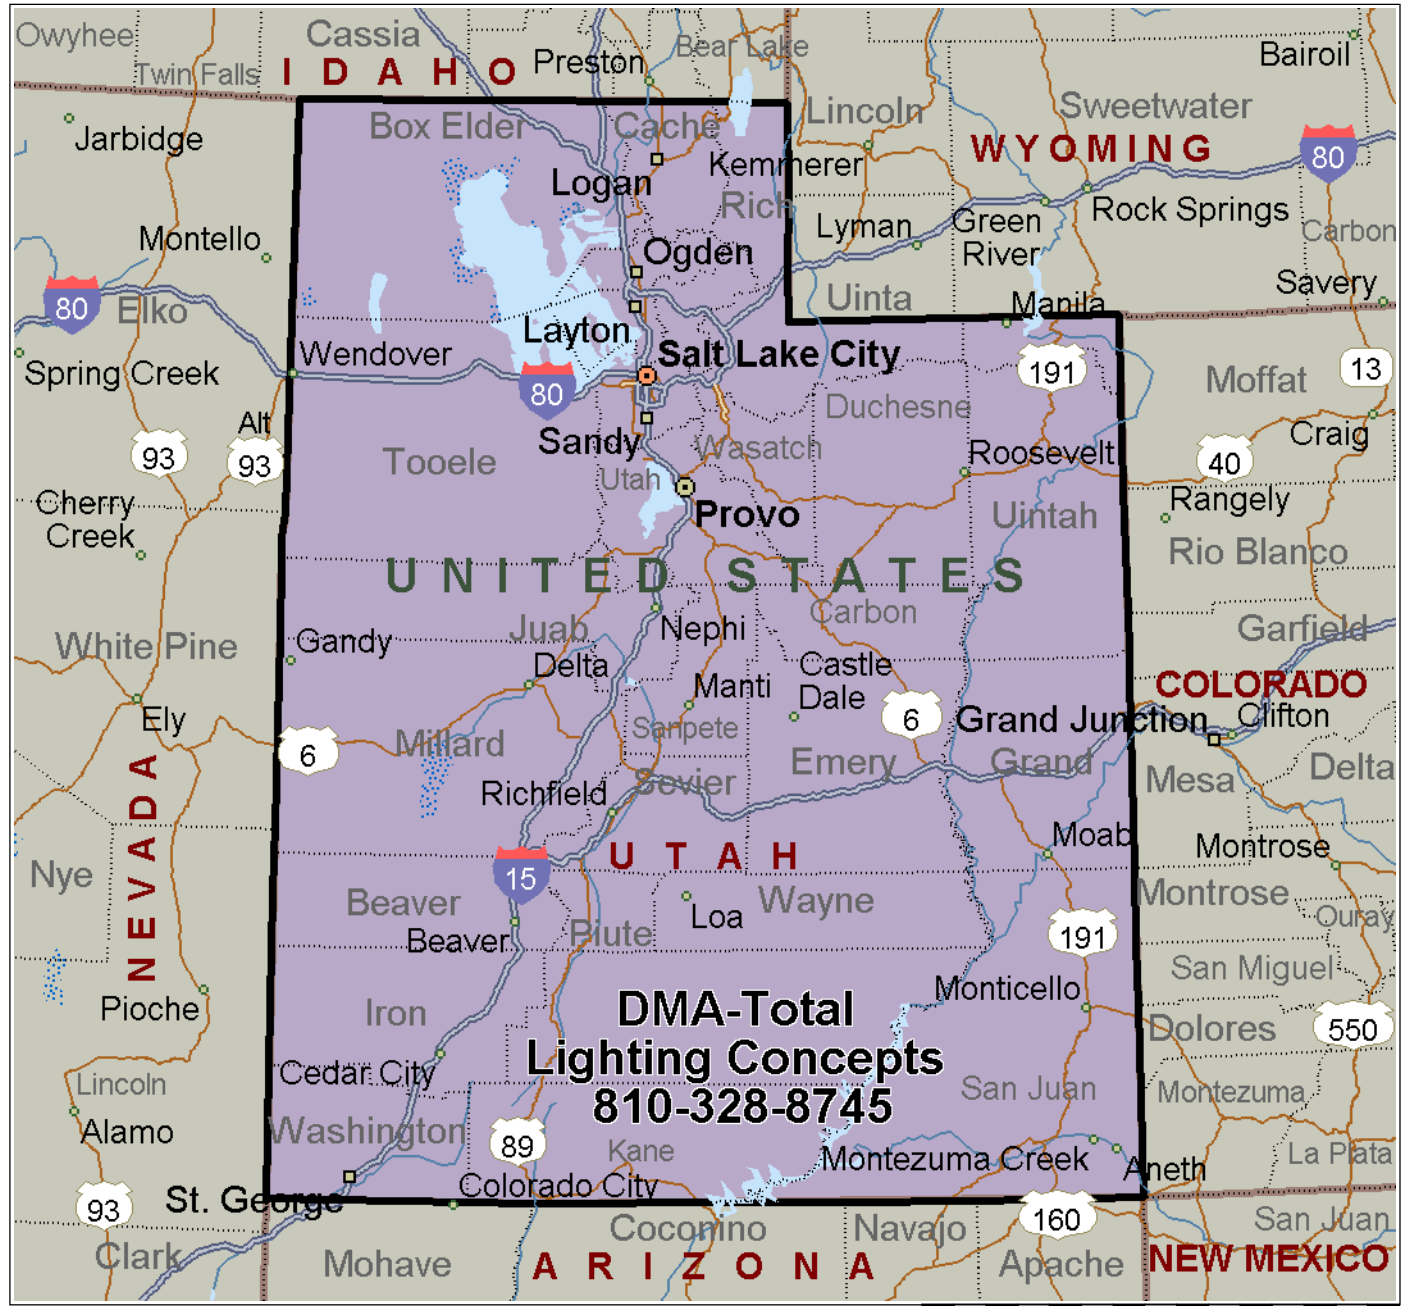 Owyhee
Cassia
Bear Lake
Bairoil
Twin Falls
IDAHO
Preston
Lincoln
Sweetwater
Jarbidge
Box Elder
Cache
WYOMING
80
Kemmerer
Logan
Rich
Rock Springs
Lyman
Green
River
Carbon
Montello
Ogden
Savery
80
Elko
Uinta
Manila
Layton
Wendover
Salt Lake City
191
13
Spring Creek
80
Moffat
Duchesne
Alt
93
93
Sandy
Tooele
Wasatch
Roosevelt
Craig
40
Utah
Cherry
Creek
Provo
Uintah
Rangely
Rio Blanco
UNITED STATES
Carbon
Juab
Nephi
Garfield
White Pine
Gandy
Delta
Castle
Dale
Manti
COLORADO
Ely
6
Grand Junction
Clifton
Sanpete
6
Millard
Emery
Grand
Mesa
Delta
NEVADA
Richfield
Sevier
Moab
Montrose
UTAH
Nye
15
Beaver
Wayne
Montrose
Loa
Ouray
Beaver
Piute
191
San Miguel
Monticello
Pioche
Iron
DMA-Total
Lighting Concepts
810-328-8745
Dolores
550
Cedar City
Lincoln
San Juan
Montezuma
Alamo
Washington
89
Kane
Montezuma Creek
La Plata
Aneth
Colorado City
St. George
93
160
Coconino
Navajo
San Juan
Clark
Mohave
ARIZONA
Apache
NEW MEXICO